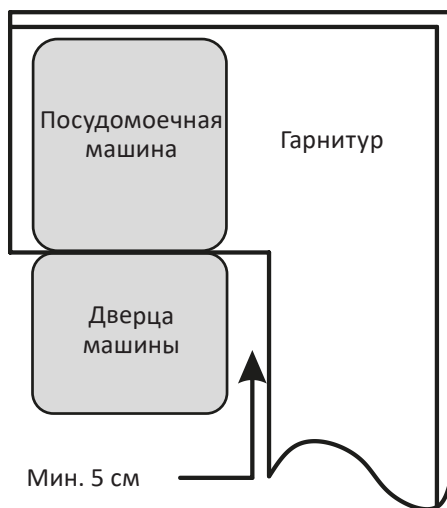 Посудомоечная
машина
Гарнитур
Дверца
машины
Мин. 5 см